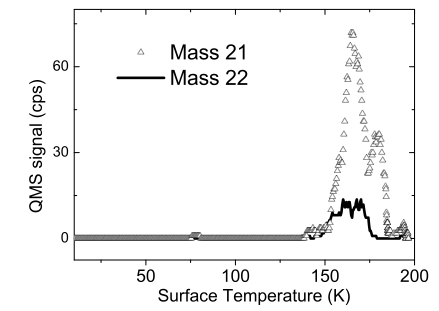 60
30
0
Mass 21
Mass 22
QMS signal (cps)
50 100 150 200
Surface Temperature (K)